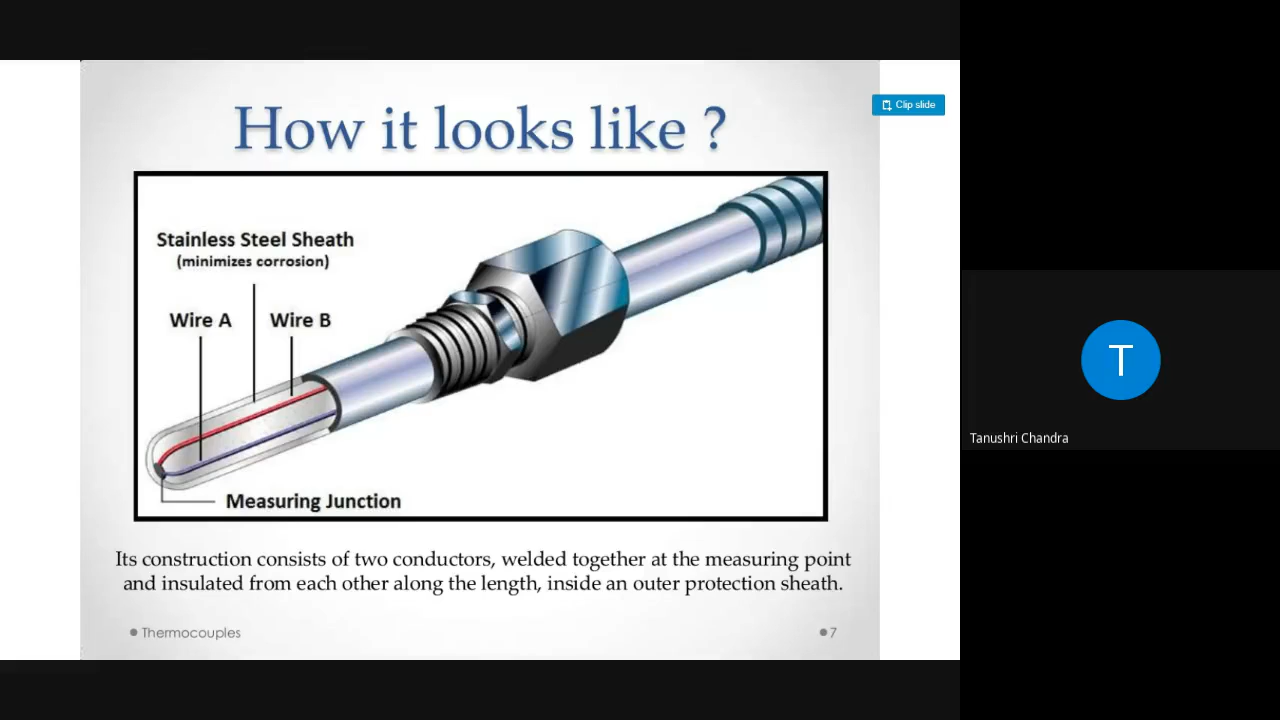 Clip slide
How it looks like ?
Stainless Steel Sheath
(minimizes corrosion)
Wire A
Wire B
Measuring Junction
Its construction consists of two conductors, welded together at the measuring point
and insulated from each other along the length, inside an outer protection sheath.
Thermocouples
7
T
Tanushri Chandra